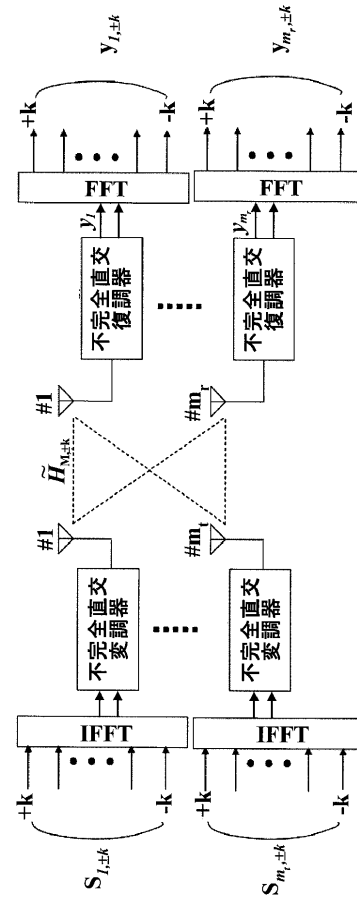 S1,±k
+k
-k
IFFT
不完全直交
変調器
#1
H̃M,±k
#1
不完全直交
復調器
y1
FFT
+k
-k
y1,±k
Smt,±k
+k
-k
IFFT
不完全直交
変調器
#mt
#mr
不完全直交
復調器
ymr
FFT
+k
-k
ymr,±k